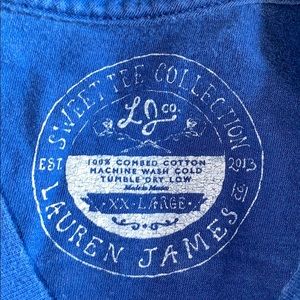 SWEET TEE COLLECTION
LJ CO.
EST 2013
100% COMBED COTTON
MACHINE WASH COLD
TUMBLE DRY LOW
Made in Mexico
·XX-LARGE·
LAUREN JAMES